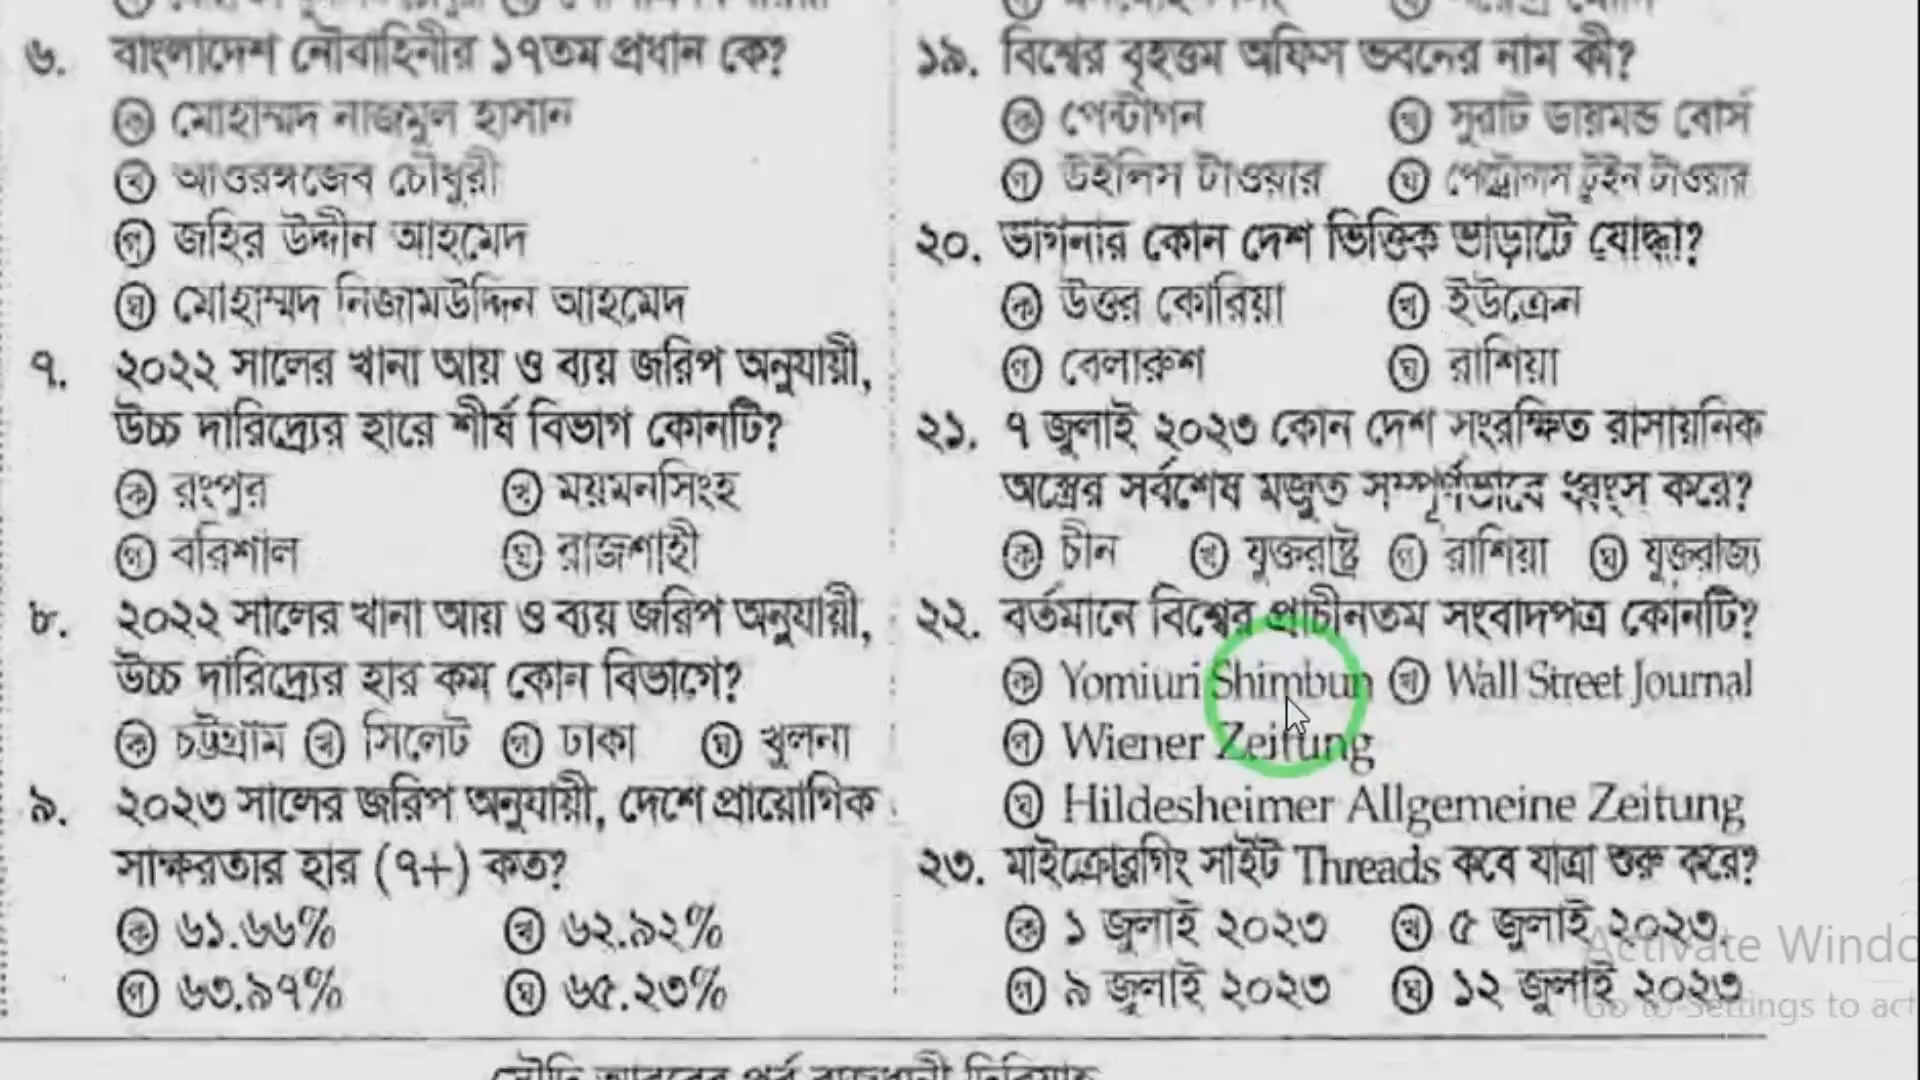 ৬. বাংলাদেশ নৌবাহিনীর ১৭তম প্রধান কে?
ক মোহাম্মদ নাজমুল হাসান
খ আওরঙ্গজেব চৌধুরী
গ জহির উদ্দীন আহমেদ
ঘ মোহাম্মদ নিজামউদ্দিন আহমেদ
৭. ২০২২ সালের খানা আয় ও ব্যয় জরিপ অনুযায়ী,
উচ্চ দারিদ্র্যের হারে শীর্ষ বিভাগ কোনটি?
ক রংপুর খ ময়মনসিংহ
গ বরিশাল ঘ রাজশাহী
৮. ২০২২ সালের খানা আয় ও ব্যয় জরিপ অনুযায়ী,
উচ্চ দারিদ্র্যের হার কম কোন বিভাগে?
ক চট্টগ্রাম খ সিলেট গ ঢাকা ঘ খুলনা
৯. ২০২৩ সালের জরিপ অনুযায়ী, দেশে প্রায়োগিক
সাক্ষরতার হার (৭+) কত?
ক ৬১.৬৬% খ ৬২.৯২%
গ ৬৩.৯৭% ঘ ৬৫.২৩%
১৯. বিশ্বের বৃহত্তম অফিস ভবনের নাম কী?
ক পেন্টাগন খ সুরাট ডায়মন্ড বোর্স
গ উইলিস টাওয়ার ঘ পেট্রোনাস টুইন টাওয়ার
২০. ভাগনার কোন দেশ ভিত্তিক ভাড়াটে যোদ্ধা?
ক উত্তর কোরিয়া খ ইউক্রেন
গ বেলারুশ ঘ রাশিয়া
২১. ৭ জুলাই ২০২৩ কোন দেশ সংরক্ষিত রাসায়নিক
অস্ত্রের সর্বশেষ মজুত সম্পূর্ণভাবে ধ্বংস করে?
ক চীন খ যুক্তরাষ্ট্র গ রাশিয়া ঘ যুক্তরাজ্য
২২. বর্তমানে বিশ্বের প্রাচীনতম সংবাদপত্র কোনটি?
ক Yomiuri Shimbun খ Wall Street Journal
গ Wiener Zeitung
ঘ Hildesheimer Allgemeine Zeitung
২৩. মাইক্রোব্লগিং সাইট Threads কবে যাত্রা শুরু করে?
ক ১ জুলাই ২০২৩ খ ৫ জুলাই ২০২৩
গ ৯ জুলাই ২০২৩ ঘ ১২ জুলাই ২০২৩
Activate Windo
Go to Settings to act